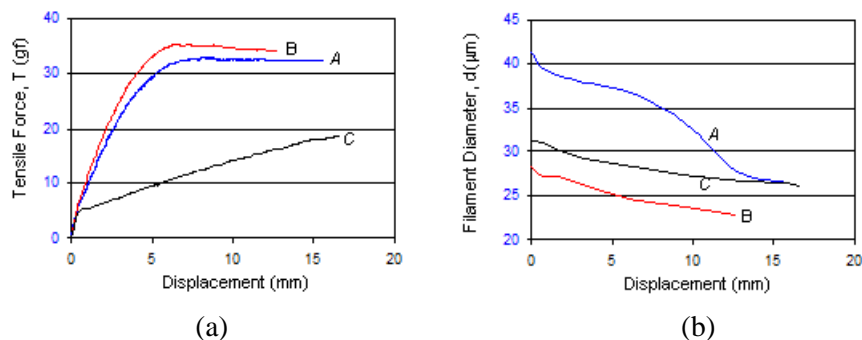 40
30
20
10
0
0
5
10
15
20
Tensile Force, T (gf)
Displacement (mm)
B
A
C
(a)
45
40
35
30
25
20
0
5
10
15
20
Filament Diameter, d(µm)
Displacement (mm)
A
C
B
(b)